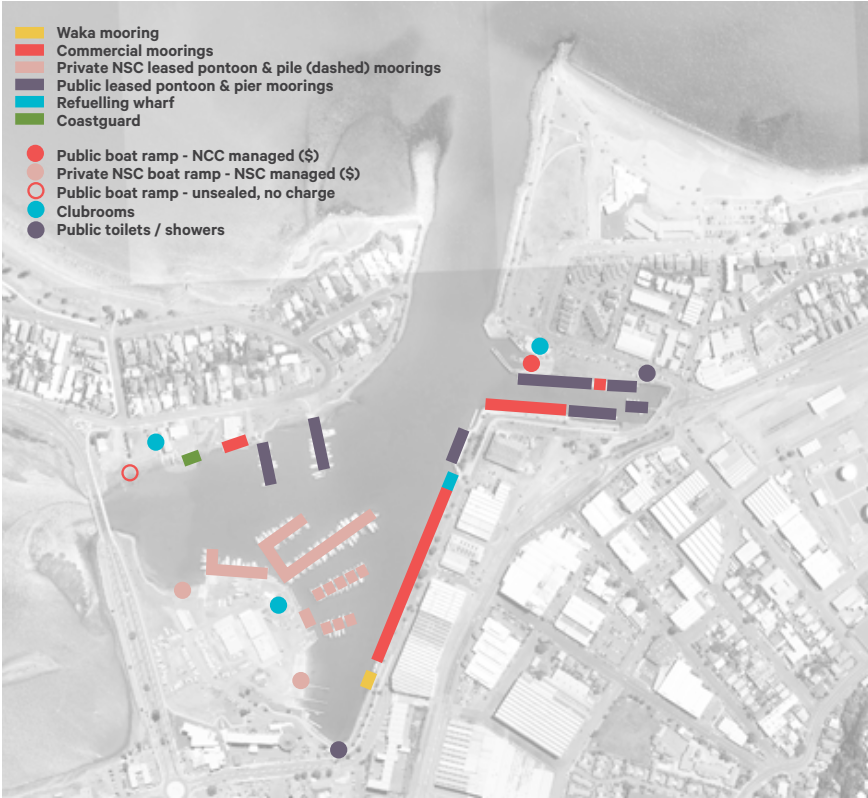 Waka mooring
Commercial moorings
Private NSC leased pontoon & pile (dashed) moorings
Public leased pontoon & pier moorings
Refuelling wharf
Coastguard
Public boat ramp - NCC managed ($)
Private NSC boat ramp - NSC managed ($)
Public boat ramp - unsealed, no charge
Clubrooms
Public toilets / showers